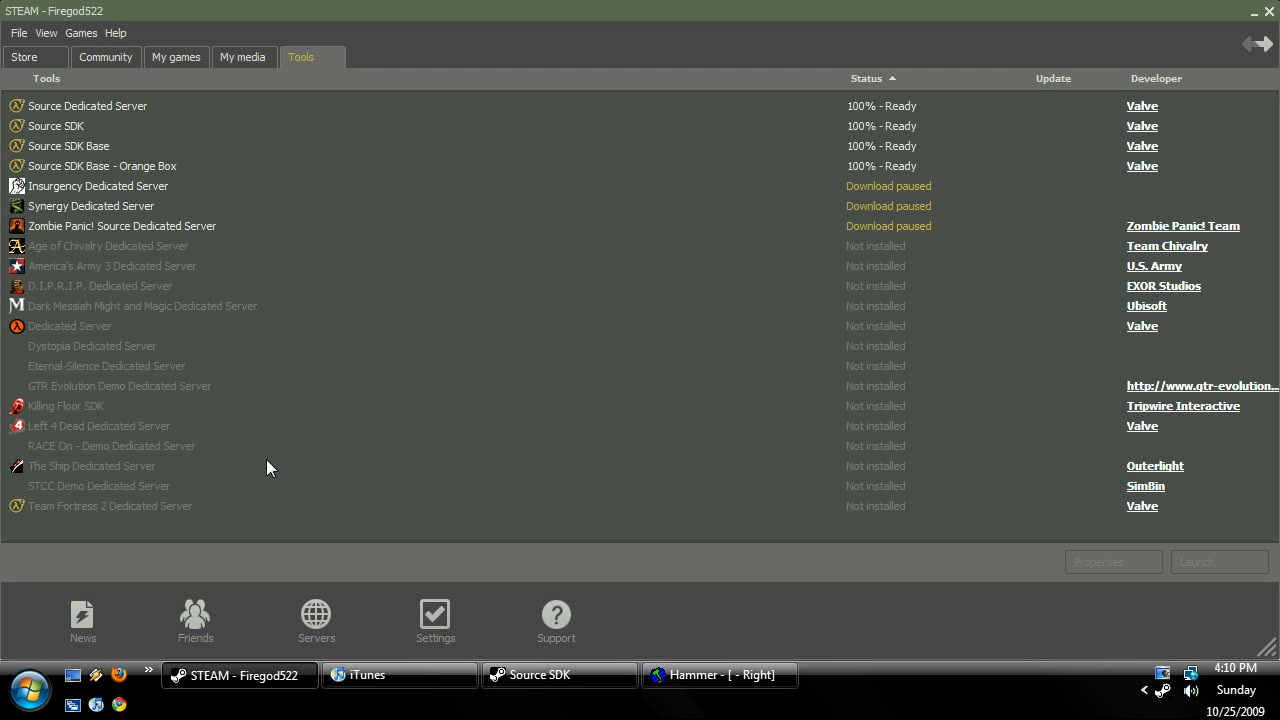 STEAM - Firegod522
File View Games Help
Store Community My games My media Tools
Tools Status Update Developer
Source Dedicated Server 100% - Ready Valve
Source SDK 100% - Ready Valve
Source SDK Base 100% - Ready Valve
Source SDK Base - Orange Box 100% - Ready Valve
Insurgency Dedicated Server Download paused
Synergy Dedicated Server Download paused
Zombie Panic! Source Dedicated Server Download paused Zombie Panic! Team
Age of Chivalry Dedicated Server Not installed Team Chivalry
America's Army 3 Dedicated Server Not installed U.S. Army
D.I.P.R.I.P. Dedicated Server Not installed EXOR Studios
Dark Messiah Might and Magic Dedicated Server Not installed Ubisoft
Dedicated Server Not installed Valve
Dystopia Dedicated Server Not installed
Eternal-Silence Dedicated Server Not installed
GTR Evolution Demo Dedicated Server Not installed http://www.gtr-evolution...
Killing Floor SDK Not installed Tripwire Interactive
Left 4 Dead Dedicated Server Not installed Valve
RACE On - Demo Dedicated Server Not installed
The Ship Dedicated Server Not installed Outerlight
STCC Demo Dedicated Server Not installed SimBin
Team Fortress 2 Dedicated Server Not installed Valve
Properties Launch
News Friends Servers Settings Support
STEAM - Firegod522 iTunes Source SDK Hammer - [ - Right]
4:10 PM
Sunday
10/25/2009